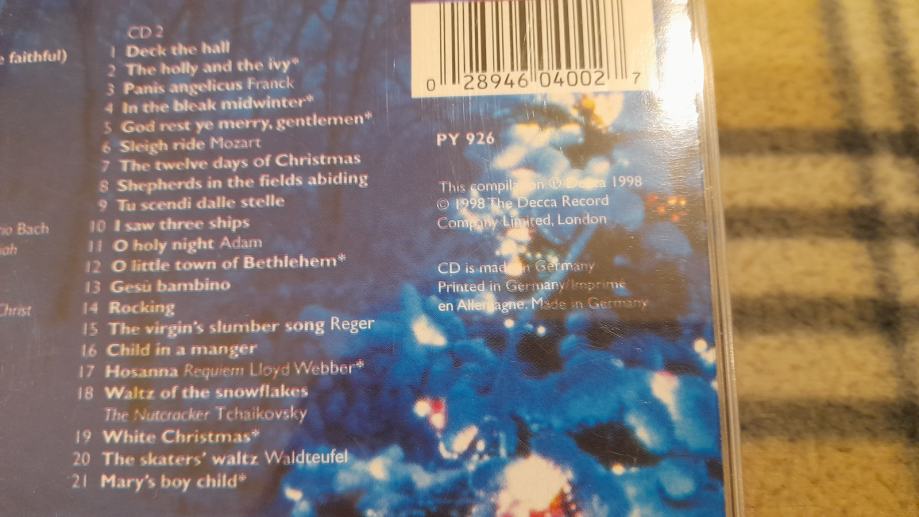 faithful)
Bach
Christ
CD 2
1 Deck the hall
2 The holly and the ivy*
3 Panis angelicus Franck
4 In the bleak midwinter*
5 God rest ye merry, gentlemen*
6 Sleigh ride Mozart
7 The twelve days of Christmas
8 Shepherds in the fields abiding
9 Tu scendi dalle stelle
10 I saw three ships
11 O holy night Adam
12 O little town of Bethlehem*
13 Gesù bambino
14 Rocking
15 The virgin's slumber song Reger
16 Child in a manger
17 Hosanna Requiem Lloyd Webber*
18 Waltz of the snowflakes
The Nutcracker Tchaikovsky
19 White Christmas*
20 The skaters' waltz Waldteufel
21 Mary's boy child*
0 28946 04002 7
PY 926
This compilation ℗ Decca 1998
© 1998 The Decca Record
Company Limited, London
CD is made in Germany
Printed in Germany/Imprimé
en Allemagne. Made in Germany